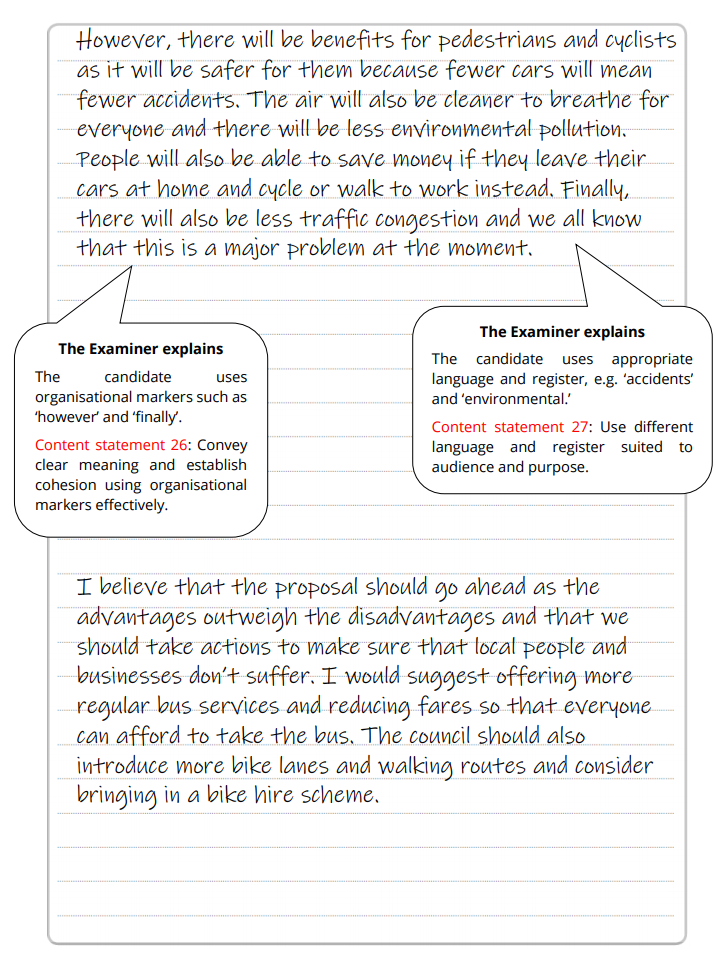 However, there will be benefits for pedestrians and cyclists
as it will be safer for them because fewer cars will mean
fewer accidents. The air will also be cleaner to breathe for
everyone and there will be less environmental pollution.
People will also be able to save money if they leave their
cars at home and cycle or walk to work instead. Finally,
there will also be less traffic congestion and we all know
that this is a major problem at the moment.
The Examiner explains
The candidate uses
organisational markers such as
‘however’ and ‘finally’.
Content statement 26: Convey
clear meaning and establish
cohesion using organisational
markers effectively.
The Examiner explains
The candidate uses appropriate
language and register, e.g. ‘accidents’
and ‘environmental.’
Content statement 27: Use different
language and register suited to
audience and purpose.
I believe that the proposal should go ahead as the
advantages outweigh the disadvantages and that we
should take actions to make sure that local people and
businesses don't suffer. I would suggest offering more
regular bus services and reducing fares so that everyone
can afford to take the bus. The council should also
introduce more bike lanes and walking routes and consider
bringing in a bike hire scheme.